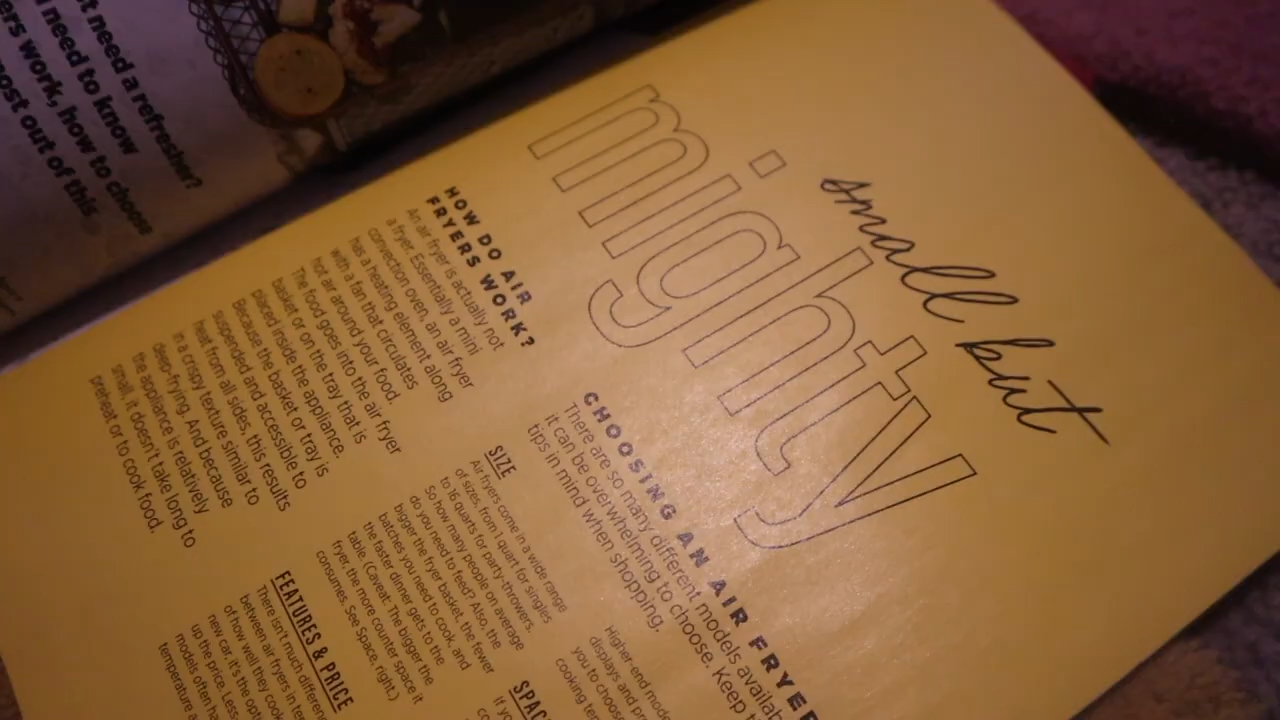 t need a refresher?
need to know
ers work, how to choose
ost out of this
small but
mighty
HOW DO AIR
FRYERS WORK?
An air fryer is actually not
a fryer. Essentially a mini
convection oven, an air fryer
has a heating element along
with a fan that circulates
hot air around your food.
The food goes into the air fryer
basket or on the tray that is
placed inside the appliance.
Because the basket or tray is
suspended and accessible to
heat from all sides, this results
in a crispy texture similar to
deep-frying. And because
the appliance is relatively
small, it doesn't take long to
preheat or to cook food.
CHOOSING AN AIR FRYER
There are so many different models availab
it can be overwhelming to choose. Keep t
tips in mind when shopping.
SIZE
Air fryers come in a wide range
of sizes, from 1 quart for singles
to 16 quarts for party-throwers.
So how many people on average
do you need to feed? Also, the
bigger the fryer basket, the fewer
batches you need to cook, and
the faster dinner gets to the
table. (Caveat: The bigger the
fryer, the more counter space it
consumes. See Space, right.)
FEATURES & PRICE
There isn't much differen
between air fryers in ter
of how well they cook
new car, it's the opt
up the price. Less
models often ha
temperature a
Higher-end mode
displays and pr
you to choose
cooking ten
SPAC
If yo
co